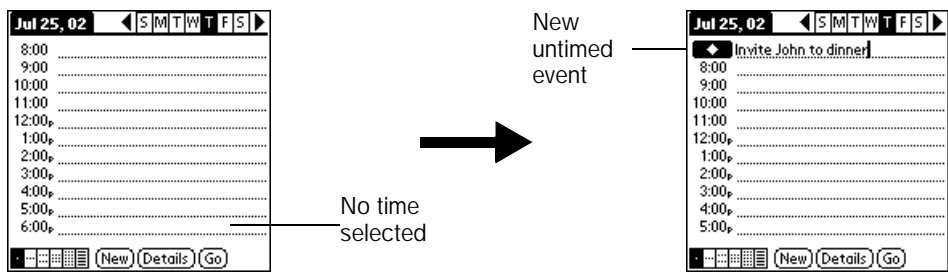 Jul 25, 02 S M T W T F S
8:00
9:00
10:00
11:00
12:00p
1:00p
2:00p
3:00p
4:00p
5:00p
6:00p
New Details Go
No time
selected
New
untimed
event
Jul 25, 02 S M T W T F S
Invite John to dinner
8:00
9:00
10:00
11:00
12:00p
1:00p
2:00p
3:00p
4:00p
5:00p
New Details Go